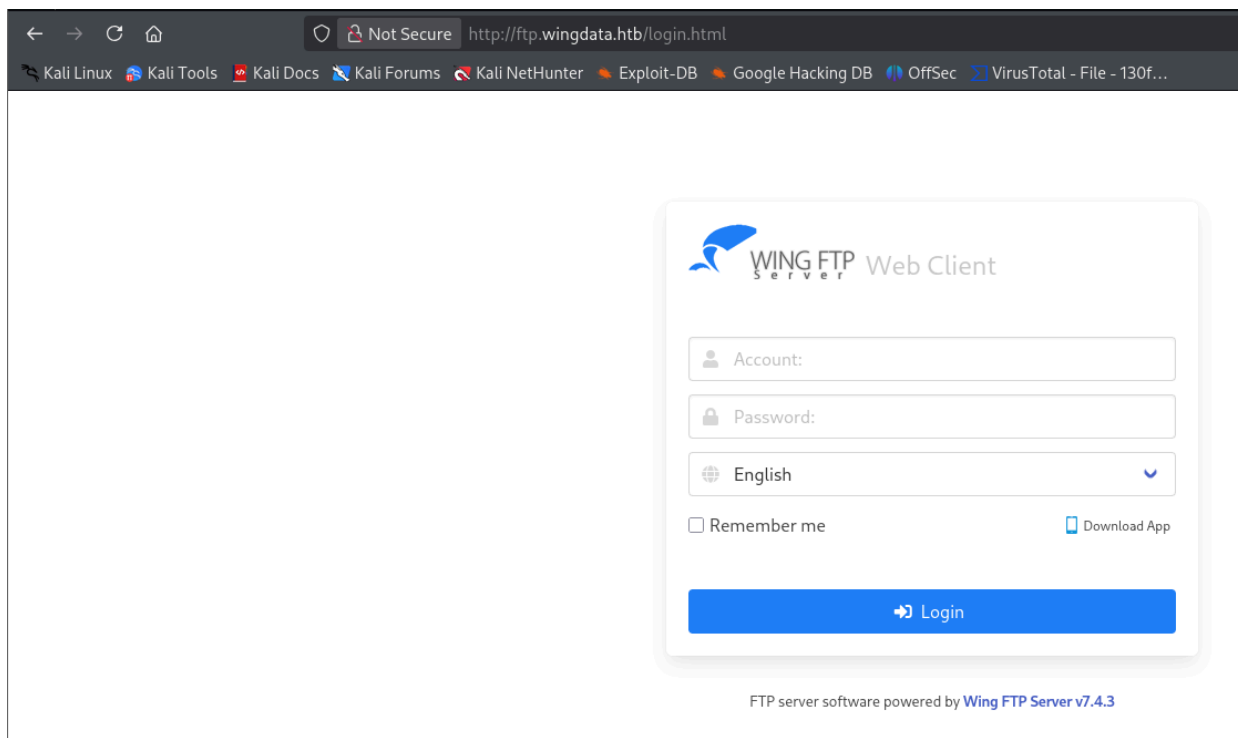 Not Secure http://ftp.wingdata.htb/login.html
Kali Linux Kali Tools Kali Docs Kali Forums Kali NetHunter Exploit-DB Google Hacking DB OffSec VirusTotal - File - 130f...
WING FTP Web Client
Server
Account:
Password:
English
Remember me Download App
Login
FTP server software powered by Wing FTP Server v7.4.3